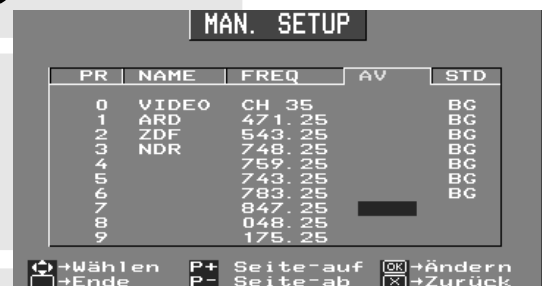 MAN. SETUP
PR NAME FREQ AV STD
0 VIDEO CH 35 BG
1 ARD 471.25 BG
2 ZDF 543.25 BG
3 NDR 748.25 BG
4 759.25 BG
5 743.25 BG
6 783.25 BG
7 847.25
8 048.25
9 175.25
→Wählen P+ Seite-auf OK→Ändern
→Ende P- Seite-ab X→Zurück